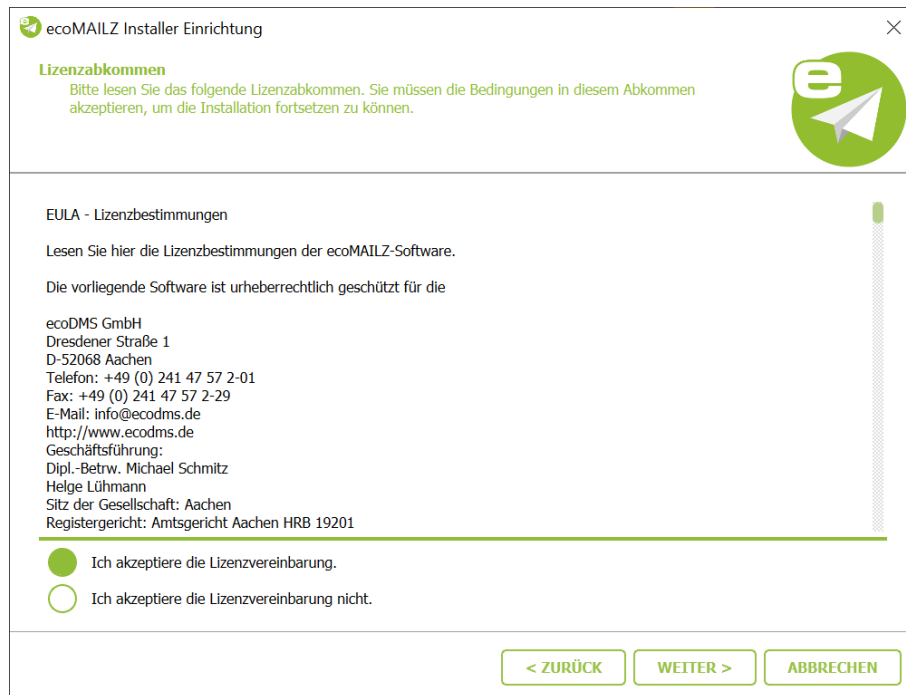 ecoMAILZ Installer Einrichtung
Lizenzabkommen
Bitte lesen Sie das folgende Lizenzabkommen. Sie müssen die Bedingungen in diesem Abkommen
akzeptieren, um die Installation fortsetzen zu können.
e
EULA - Lizenzbestimmungen
Lesen Sie hier die Lizenzbestimmungen der ecoMAILZ-Software.
Die vorliegende Software ist urheberrechtlich geschützt für die
ecoDMS GmbH
Dresdener Straße 1
D-52068 Aachen
Telefon: +49 (0) 241 47 57 2-01
Fax: +49 (0) 241 47 57 2-29
E-Mail: info@ecodms.de
http://www.ecodms.de
Geschäftsführung:
Dipl.-Betrw. Michael Schmitz
Helge Lühmann
Sitz der Gesellschaft: Aachen
Registergericht: Amtsgericht Aachen HRB 19201
Ich akzeptiere die Lizenzvereinbarung.
Ich akzeptiere die Lizenzvereinbarung nicht.
< ZURÜCK
WEITER >
ABBRECHEN